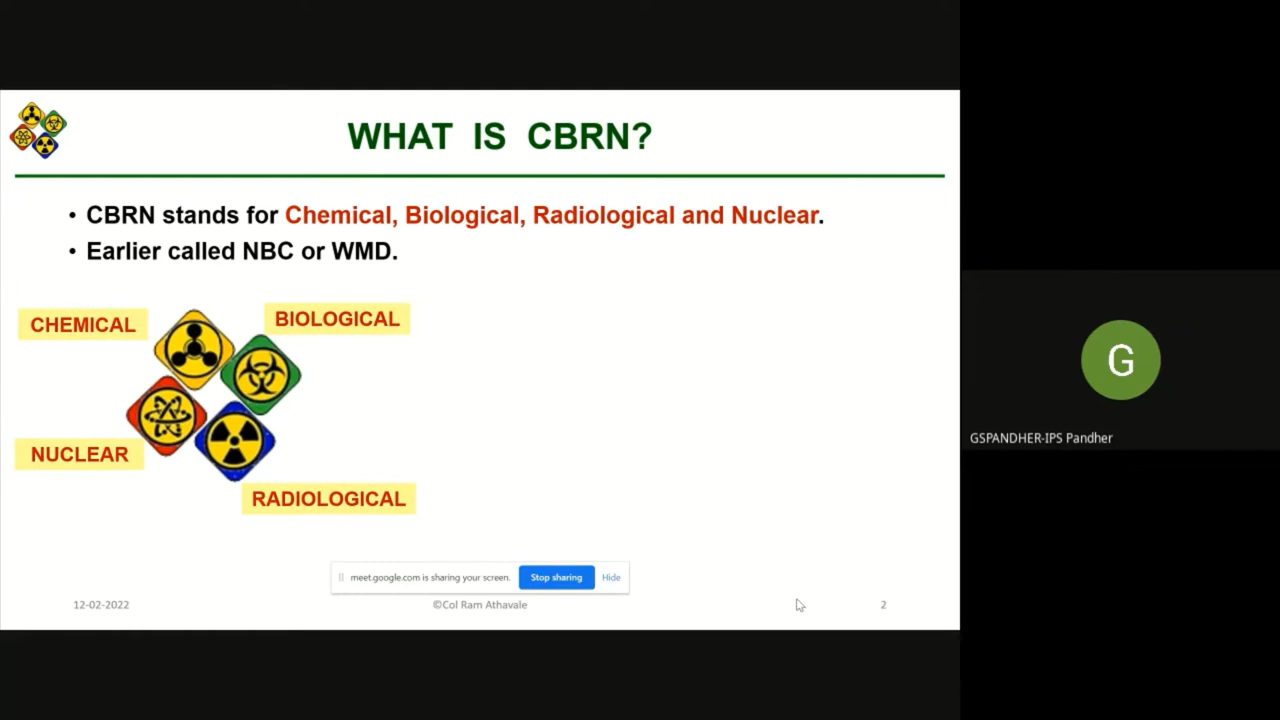 WHAT IS CBRN?
• CBRN stands for Chemical, Biological, Radiological and Nuclear.
• Earlier called NBC or WMD.
CHEMICAL
BIOLOGICAL
NUCLEAR
RADIOLOGICAL
meet.google.com is sharing your screen. Stop sharing Hide
12-02-2022 ©Col Ram Athavale 2
G
GSPANDHER-IPS Pandher